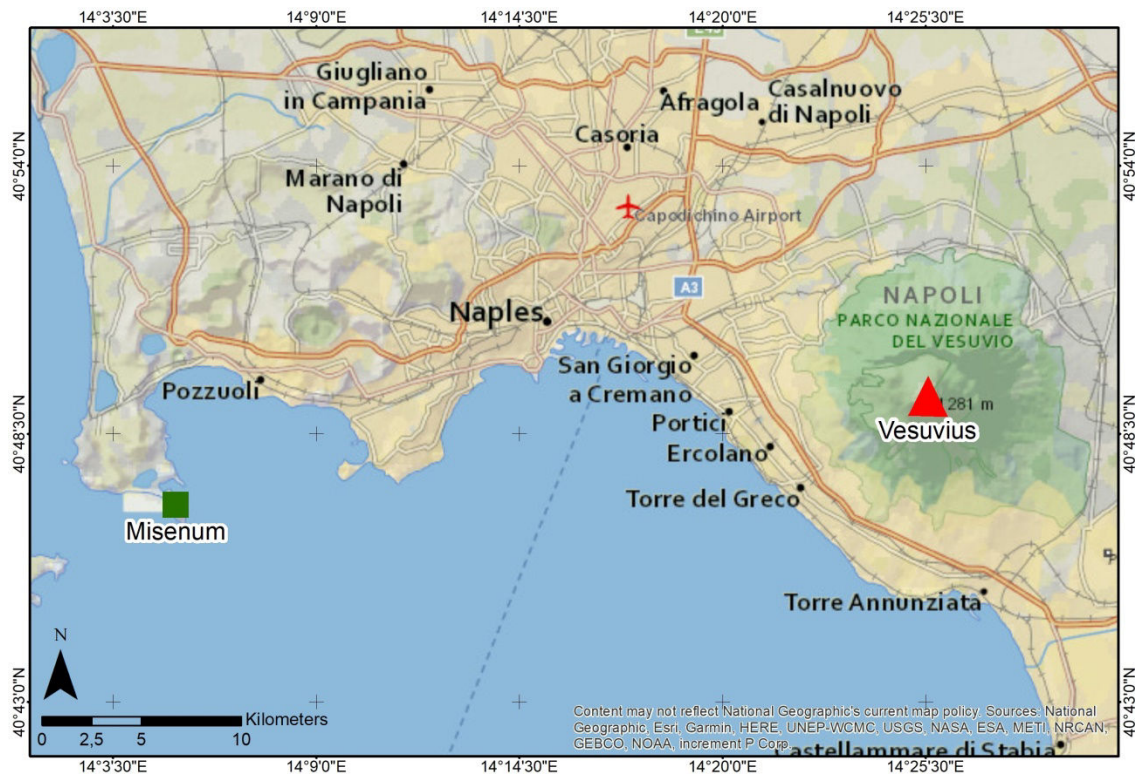 14°3'30"E 14°9'0"E 14°14'30"E 14°20'0"E 14°25'30"E
Giugliano
in Campania
Afragola
Casalnuovo
di Napoli
Casoria
40°54'0"N
40°54'0"N
Marano di
Napoli
Capodichino Airport
A3
NAPOLI
PARCO NAZIONALE
DEL VESUVIO
Naples
San Giorgio
a Cremano
Pozzuoli
1281 m
Vesuvius
Portici
40°48'30"N
40°48'30"N
Ercolano
Torre del Greco
Misenum
Torre Annunziata
N
40°43'0"N
40°43'0"N
Kilometers
0 2,5 5 10
Content may not reflect National Geographic's current map policy. Sources: National
Geographic, Esri, Garmin, HERE, UNEP-WCMC, USGS, NASA, ESA, METI, NRCAN,
GEBCO, NOAA, increment P Corp.
Castellammare di Stabia
14°3'30"E 14°9'0"E 14°14'30"E 14°20'0"E 14°25'30"E